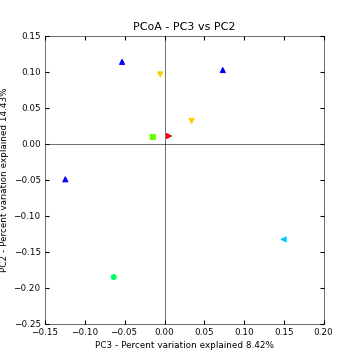 PCoA - PC3 vs PC2
0.15
0.10
0.05
0.00
−0.05
−0.10
−0.15
−0.20
−0.25
PC2 - Percent variation explained 14.43%
−0.15 −0.10 −0.05 0.00 0.05 0.10 0.15 0.20
PC3 - Percent variation explained 8.42%